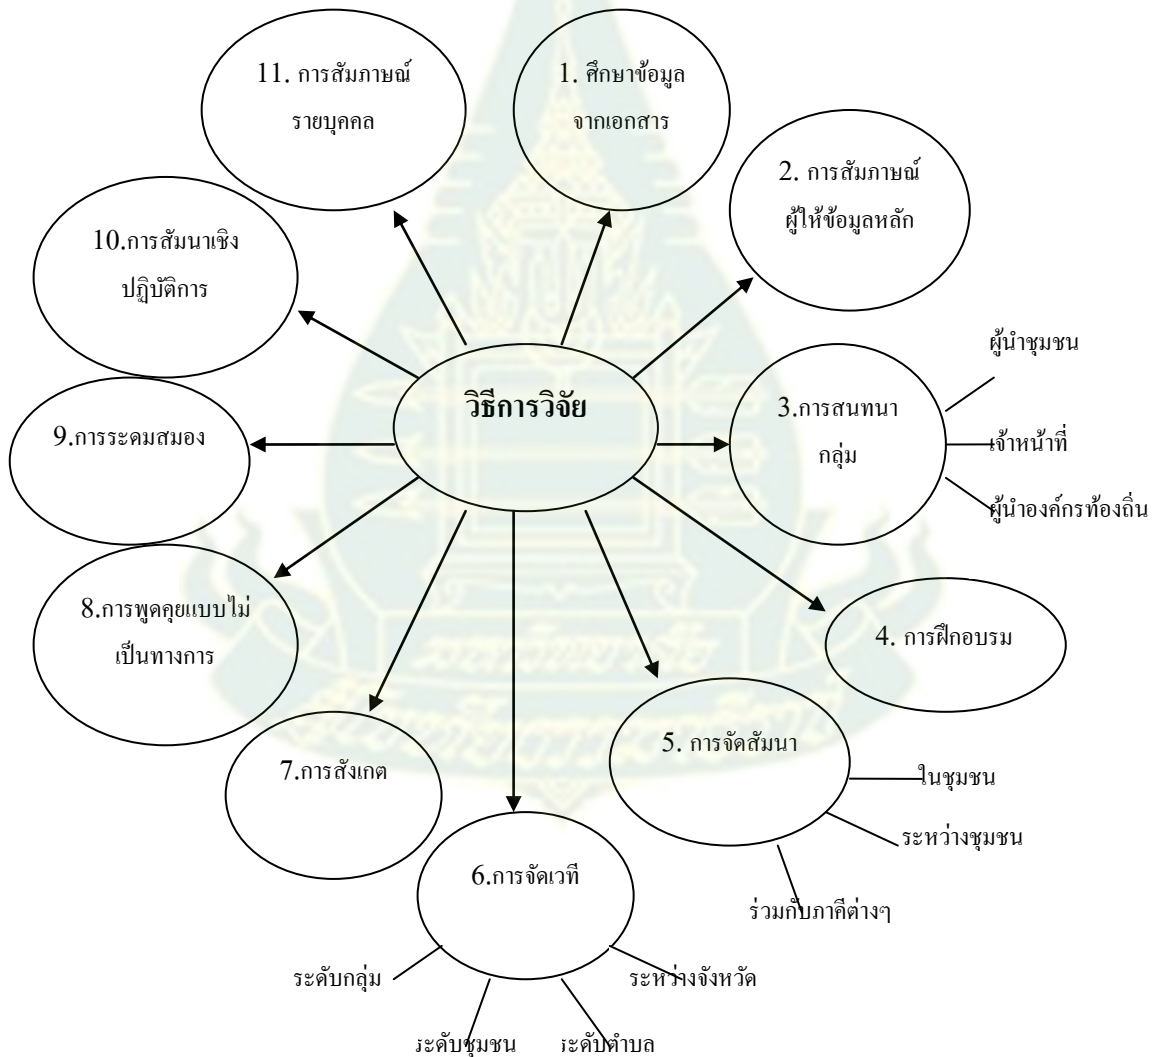 วิธีการวิจัย
1. ศึกษาข้อมูล
จากเอกสาร
2. การสัมภาษณ์
ผู้ให้ข้อมูลหลัก
3.การสนทนา
กลุ่ม
ผู้นำชุมชน
เจ้าหน้าที่
ผู้นำองค์กรท้องถิ่น
4. การฝึกอบรม
5. การจัดสัมนา
ในชุมชน
ระหว่างชุมชน
ร่วมกับภาคีต่างๆ
6.การจัดเวที
ระดับกลุ่ม
ระดับชุมชน
ระดับตำบล
ระหว่างจังหวัด
7.การสังเกต
8.การพูดคุยแบบไม่
เป็นทางการ
9.การระดมสมอง
10.การสัมนาเชิง
ปฏิบัติการ
11. การสัมภาษณ์
รายบุคคล